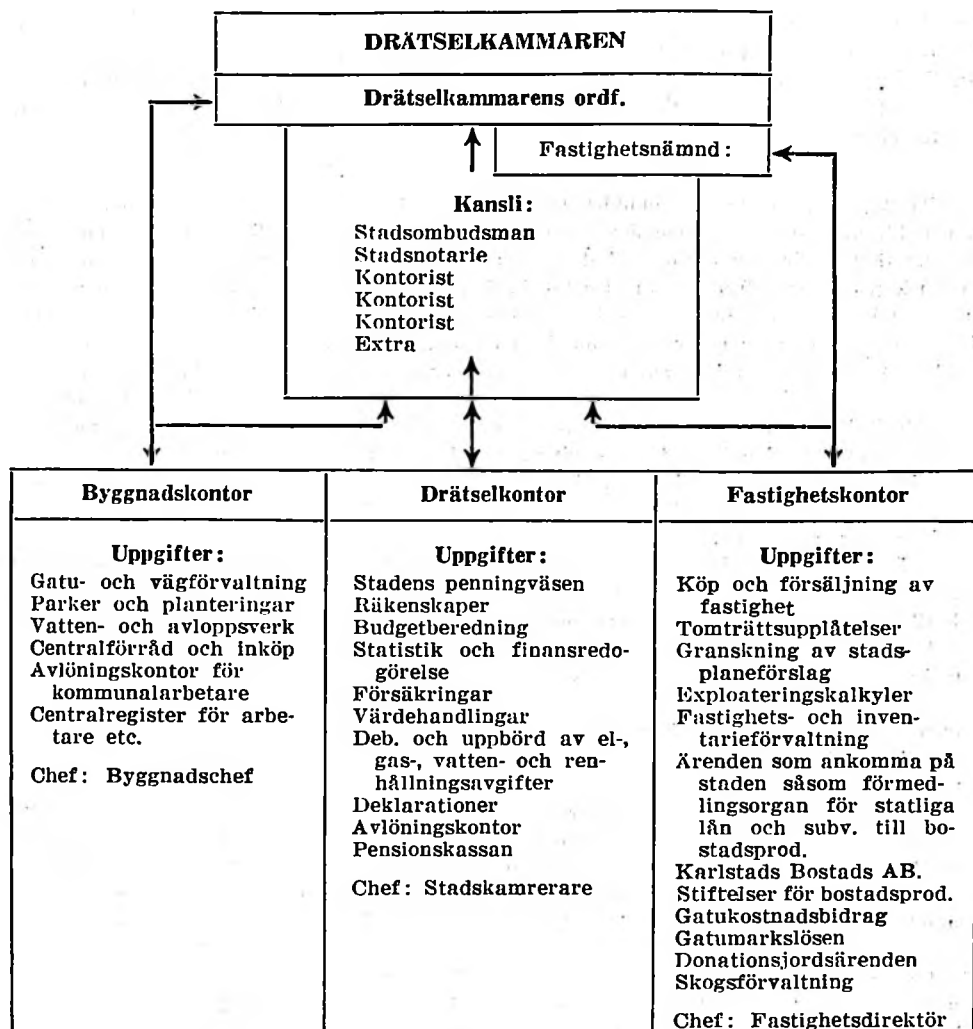 DRÄTSELKAMMAREN
Drätselkammarens ordf.
Fastighetsnämnd:
Kansli:
Stadsombudsman
Stadsnotarie
Kontorist
Kontorist
Kontorist
Extra
Byggnadskontor
Uppgifter:
Gatu- och vägförvaltning
Parker och planteringar
Vatten- och avloppsverk
Centralförråd och inköp
Avlöningskontor för
kommunalarbetare
Centralregister för arbe-
tare etc.
Chef: Byggnadschef
Drätselkontor
Uppgifter:
Stadens penningväsen
Räkenskaper
Budgetberedning
Statistik och finansredo-
görelse
Försäkringar
Värdehandlingar
Deb. och uppbörd av el-,
gas-, vatten- och ren-
hållningsavgifter
Deklarationer
Avlöningskontor
Pensionskassan
Chef: Stadskamrerare
Fastighetskontor
Uppgifter:
Köp och försäljning av
fastighet
Tomträttsupplåtelser
Granskning av stads-
planeförslag
Exploateringskalkyler
Fastighets- och inven-
tarieförvaltning
Ärenden som ankomma på
staden såsom förmed-
lingsorgan för statliga
lån och subv. till bo-
stadsprod.
Karlstads Bostads AB.
Stiftelser för bostadsprod.
Gatukostnadsbidrag
Gatumarkslösen
Donationsjordsärenden
Skogsförvaltning
Chef: Fastighetsdirektör